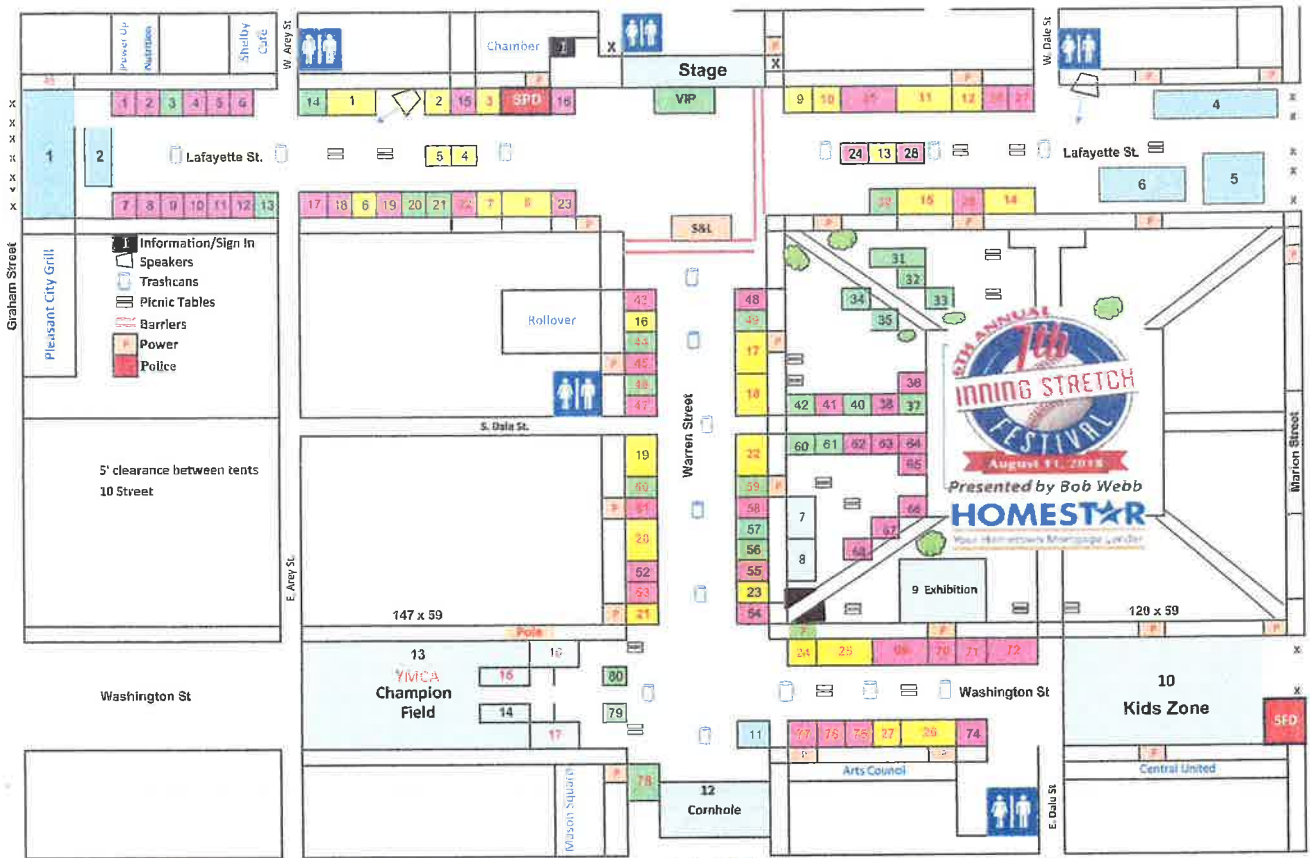 Power Up
Nutrition
Shelby
Cafe
W. Arey St
Chamber
I
X
P
Stage
X
W. Dale St
P
P
P
P
X
1
2
3
4
5
6
14
1
2
15
3
SPD
16
VIP
9
10
11
12
27
4
X
X
X
X
X
1
2
Lafayette St.
5
4
24
13
28
Lafayette St.
6
5
X
X
X
X
7
8
9
10
11
12
13
17
18
6
19
20
21
22
7
23
15
14
P
S&L
P
P
P
Graham Street
Pleasant City Grill
I Information/Sign In
Speakers
Trashcans
Picnic Tables
Barriers
P Power
Police
Rollover
43
16
44
45
47
P
Warren Street
48
49
17
P
18
31
32
34
33
35
36
42
41
40
38
37
6TH ANNUAL
7th
INNING STRETCH
FESTIVAL
August 11, 2018
Presented by Bob Webb
HOMESTAR
Your Hometown Mortgage Lender
P
Marion Street
S. Dale St.
5' clearance between tents
10 Street
E. Arey St.
19
P
52
21
P
22
59
P
58
57
56
55
23
54
60
61
62
63
64
65
66
67
68
7
8
9 Exhibition
147 x 59
120 x 59
Pole
P
P
P
Washington St
13
YMCA
Champion
Field
14
17
80
79
24
25
70
71
72
Washington St
10
Kids Zone
X
X
SPD
11
77
76
75
27
26
74
P
Arts Council
Central United
Mason Square
P
78
12
Cornhole
E. Dale St